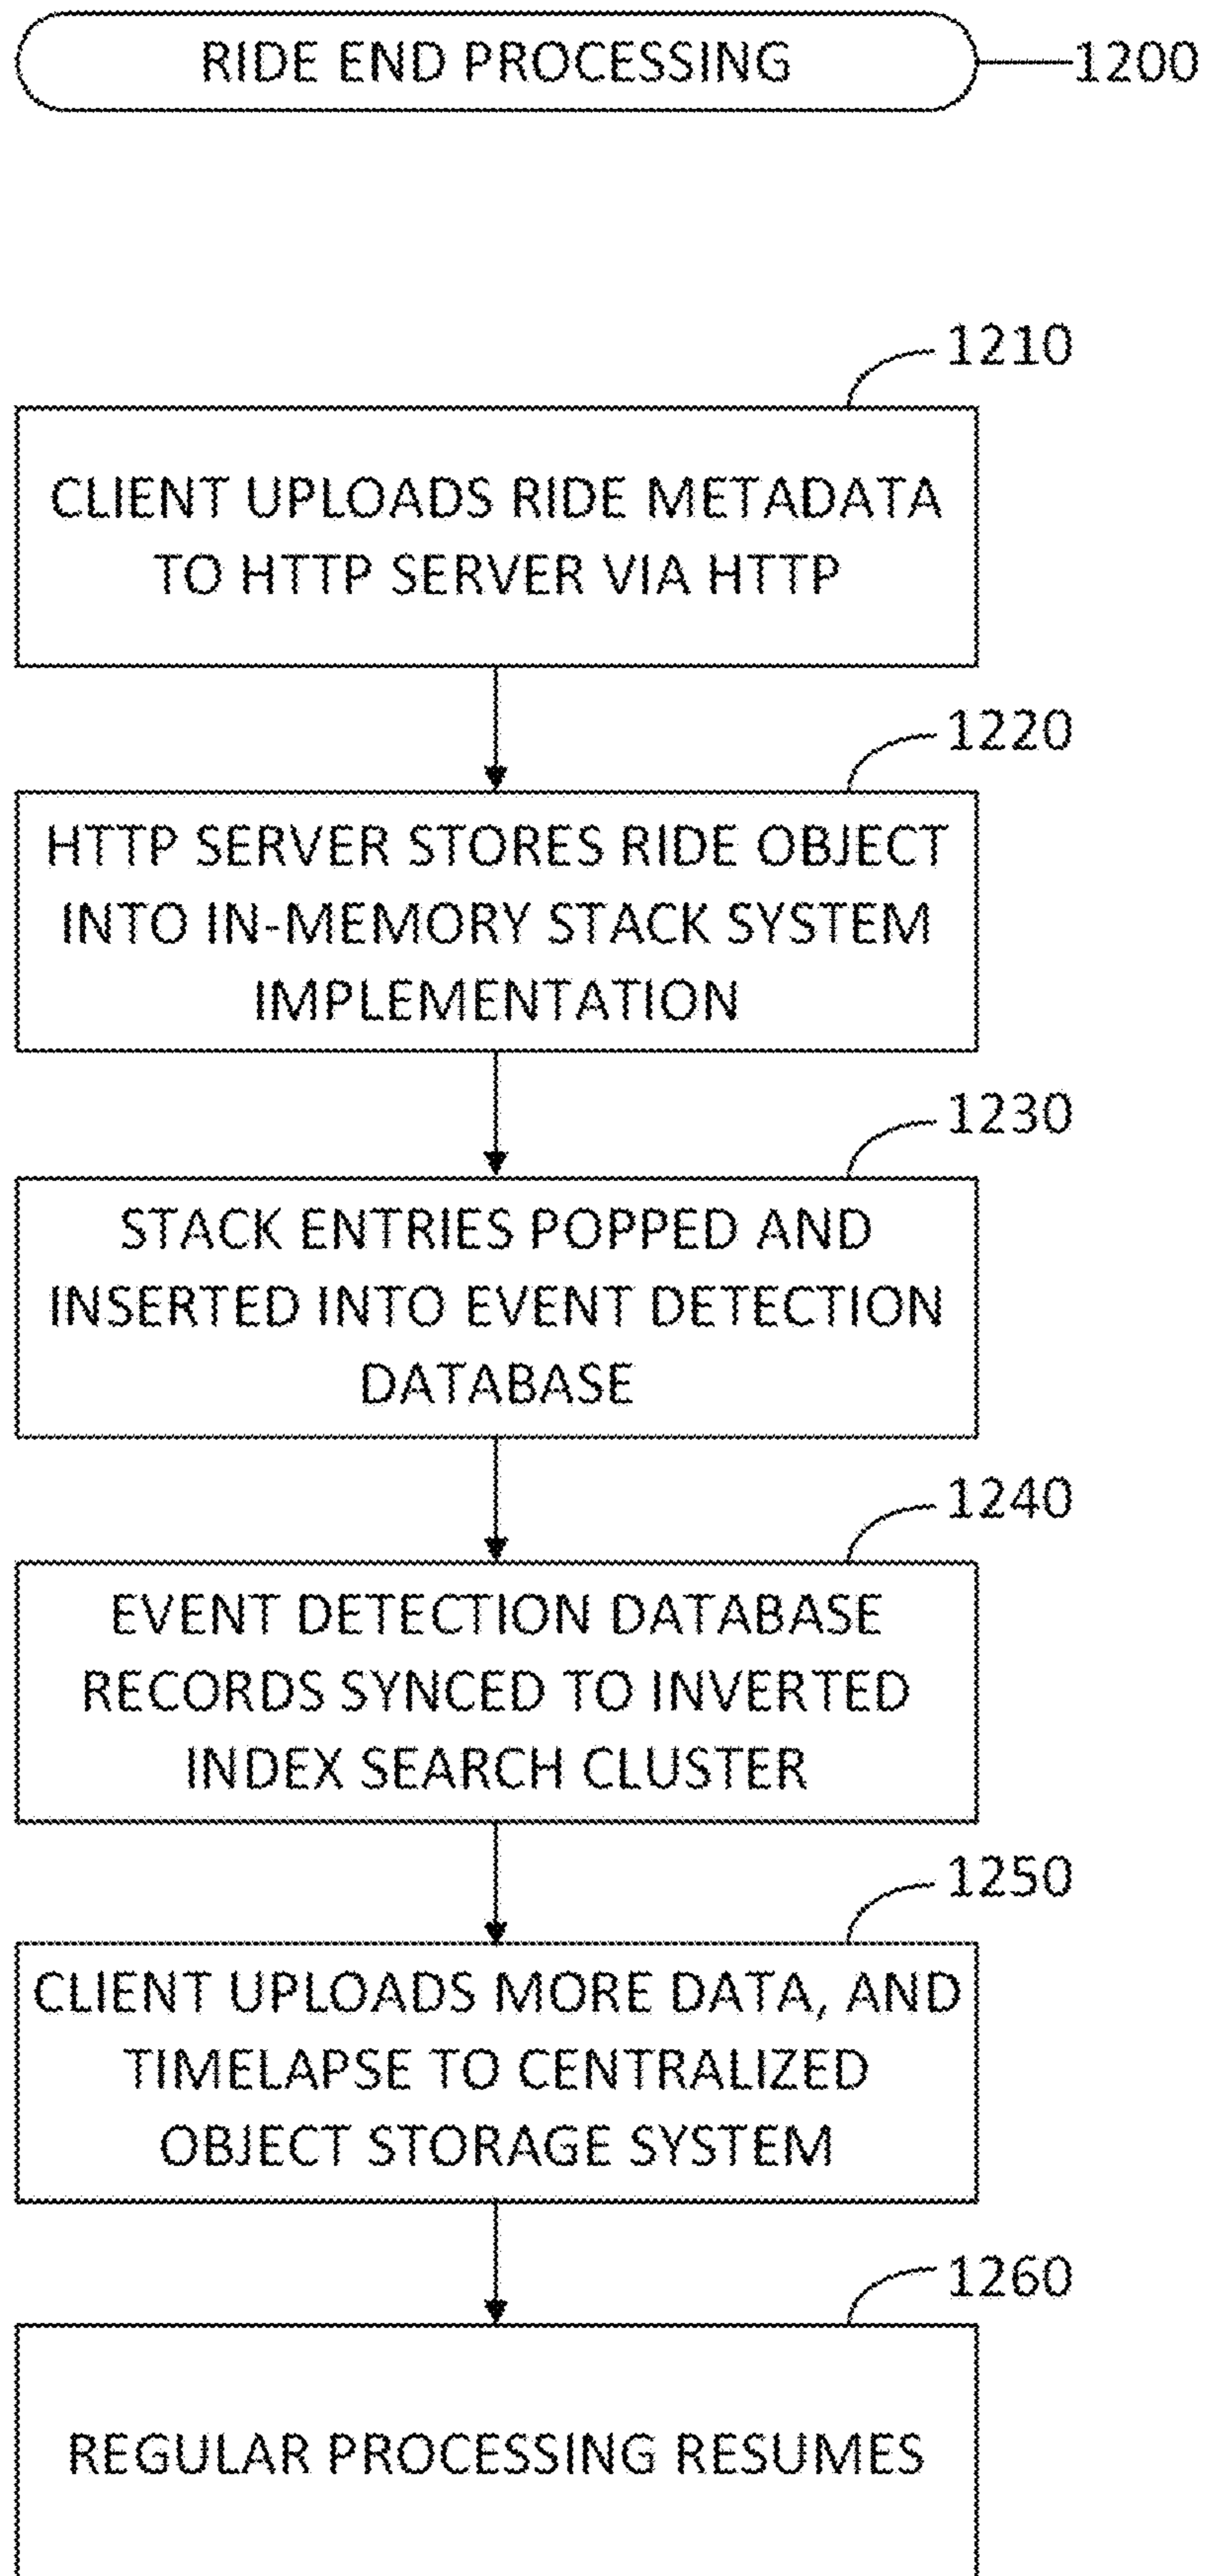 RIDE END PROCESSING
1200
1210
CLIENT UPLOADS RIDE METADATA
TO HTTP SERVER VIA HTTP
1220
HTTP SERVER STORES RIDE OBJECT
INTO IN-MEMORY STACK SYSTEM
IMPLEMENTATION
1230
STACK ENTRIES POPPED AND
INSERTED INTO EVENT DETECTION
DATABASE
1240
EVENT DETECTION DATABASE
RECORDS SYNCED TO INVERTED
INDEX SEARCH CLUSTER
1250
CLIENT UPLOADS MORE DATA, AND
TIMELAPSE TO CENTRALIZED
OBJECT STORAGE SYSTEM
1260
REGULAR PROCESSING RESUMES